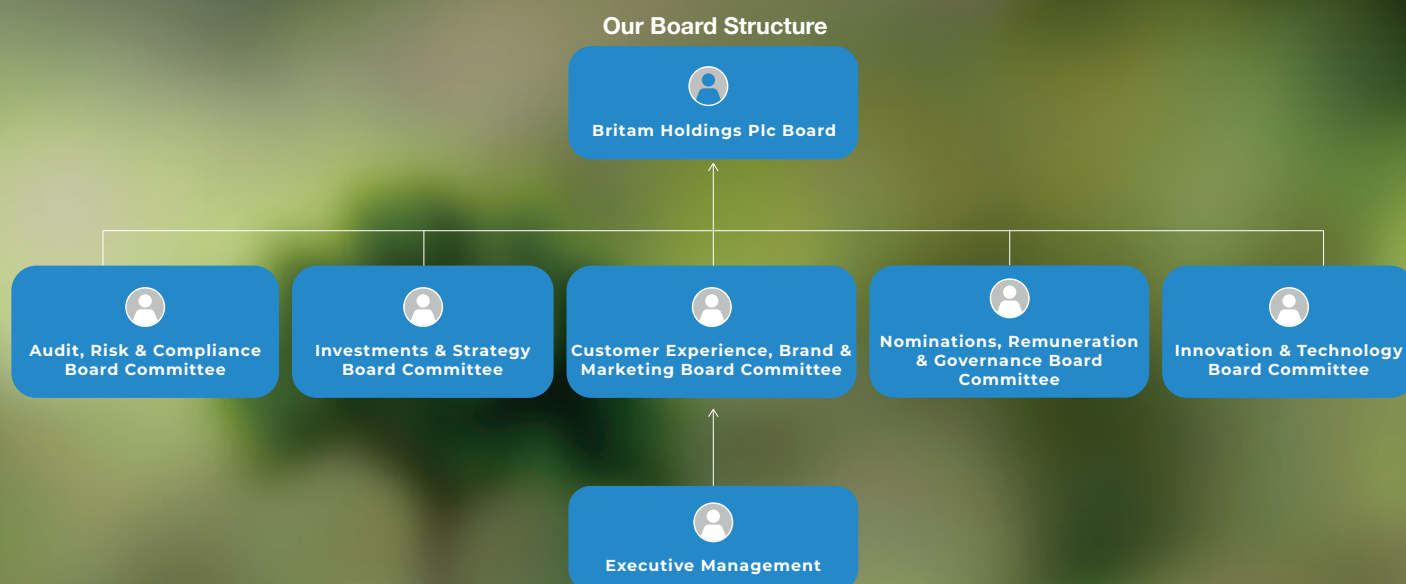 Our Board Structure
Britam Holdings Plc Board
Audit, Risk & Compliance
Board Committee
Investments & Strategy
Board Committee
Customer Experience, Brand &
Marketing Board Committee
Nominations, Remuneration
& Governance Board
Committee
Innovation & Technology
Board Committee
Executive Management